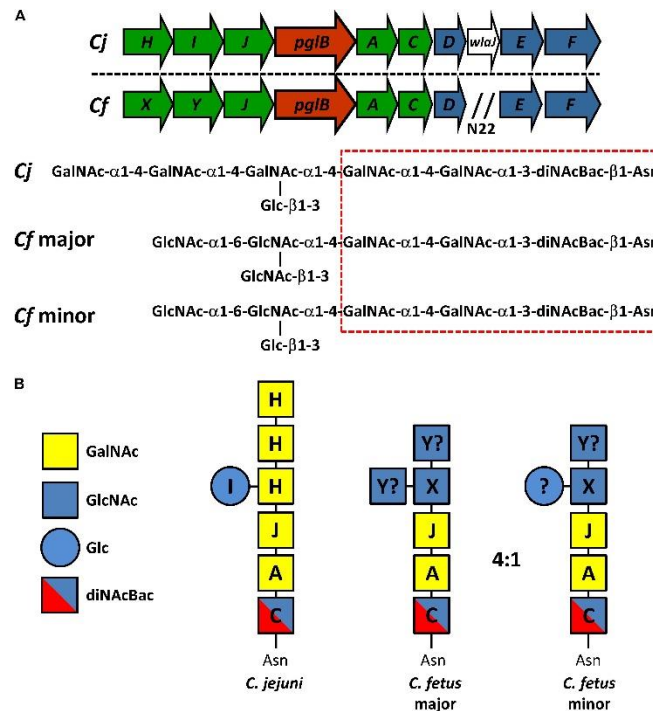 A
Cj H I J pglB A C D wlaJ E F
Cf X Y J pglB A C D // E F
N22
Cj GalNAc-α1-4-GalNAc-α1-4-GalNAc-α1-4-GalNAc-α1-4-GalNAc-α1-3-diNAcBac-β1-Asn
Glc-β1-3
Cf major GlcNAc-α1-6-GlcNAc-α1-4-GalNAc-α1-4-GalNAc-α1-3-diNAcBac-β1-Asn
GlcNAc-β1-3
Cf minor GlcNAc-α1-6-GlcNAc-α1-4-GalNAc-α1-4-GalNAc-α1-3-diNAcBac-β1-Asn
Glc-β1-3
B
GalNAc
GlcNAc
Glc
diNAcBac
H
H
I H
J
A
C
Asn
C. jejuni
Y?
Y? X
J
A
C
Asn
C. fetus
major
4:1
Y?
? X
J
A
C
Asn
C. fetus
minor